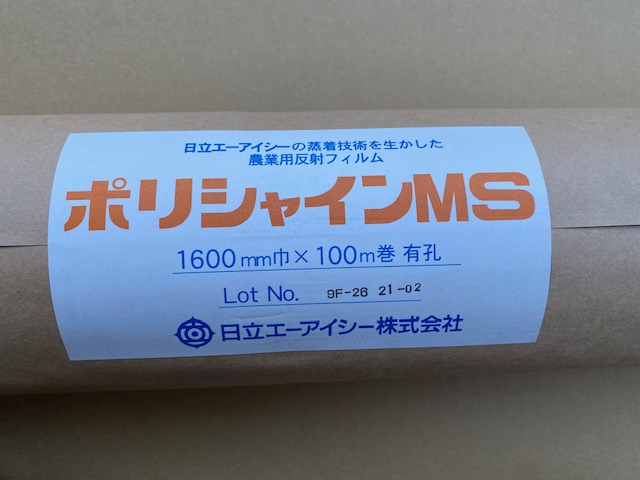 日立エーアイシーの蒸着技術を生かした
農業用反射フィルム
ポリシャインMS
1600mm巾×100m巻 有孔
Lot No. 9F-26 21-02
日立エーアイシー株式会社